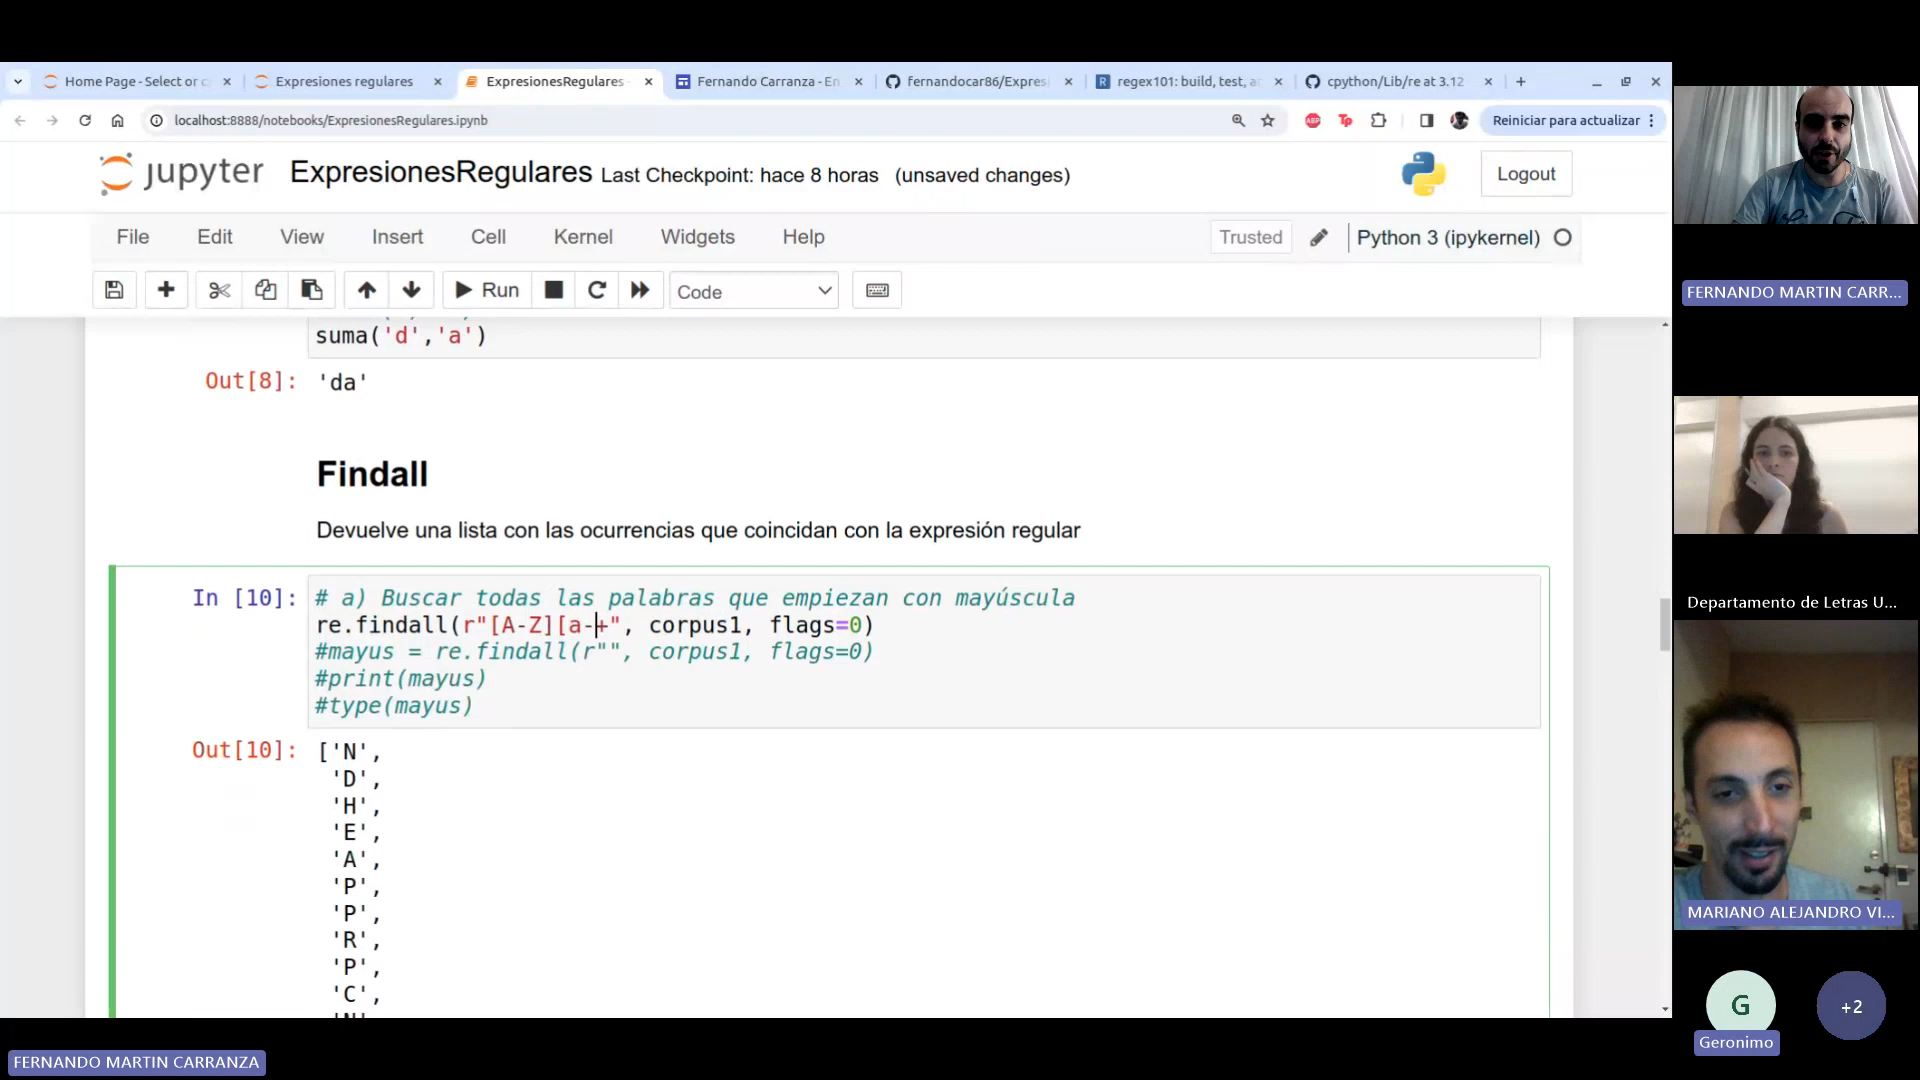 Home Page - Select or c
Expresiones regulares
ExpresionesRegulares -
Fernando Carranza - En
fernandocar86/Expres
regex101: build, test, a
cpython/Lib/re at 3.12
localhost:8888/notebooks/ExpresionesRegulares.ipynb
ABP
Tp
Reiniciar para actualizar
jupyter
ExpresionesRegulares Last Checkpoint: hace 8 horas (unsaved changes)
Logout
File Edit View Insert Cell Kernel Widgets Help
Trusted
Python 3 (ipykernel)
Run
Code
suma('d','a')
Out[8]: 'da'
Findall
Devuelve una lista con las ocurrencias que coincidan con la expresión regular
In [10]: # a) Buscar todas las palabras que empiezan con mayúscula
re.findall(r"[A-Z][a-+", corpus1, flags=0)
#mayus = re.findall(r"", corpus1, flags=0)
#print(mayus)
#type(mayus)
Out[10]: ['N',
'D',
'H',
'E',
'A',
'P',
'P',
'R',
'P',
'C',
FERNANDO MARTIN CARR...
Departamento de Letras U...
MARIANO ALEJANDRO VI...
G
+2
Geronimo
FERNANDO MARTIN CARRANZA